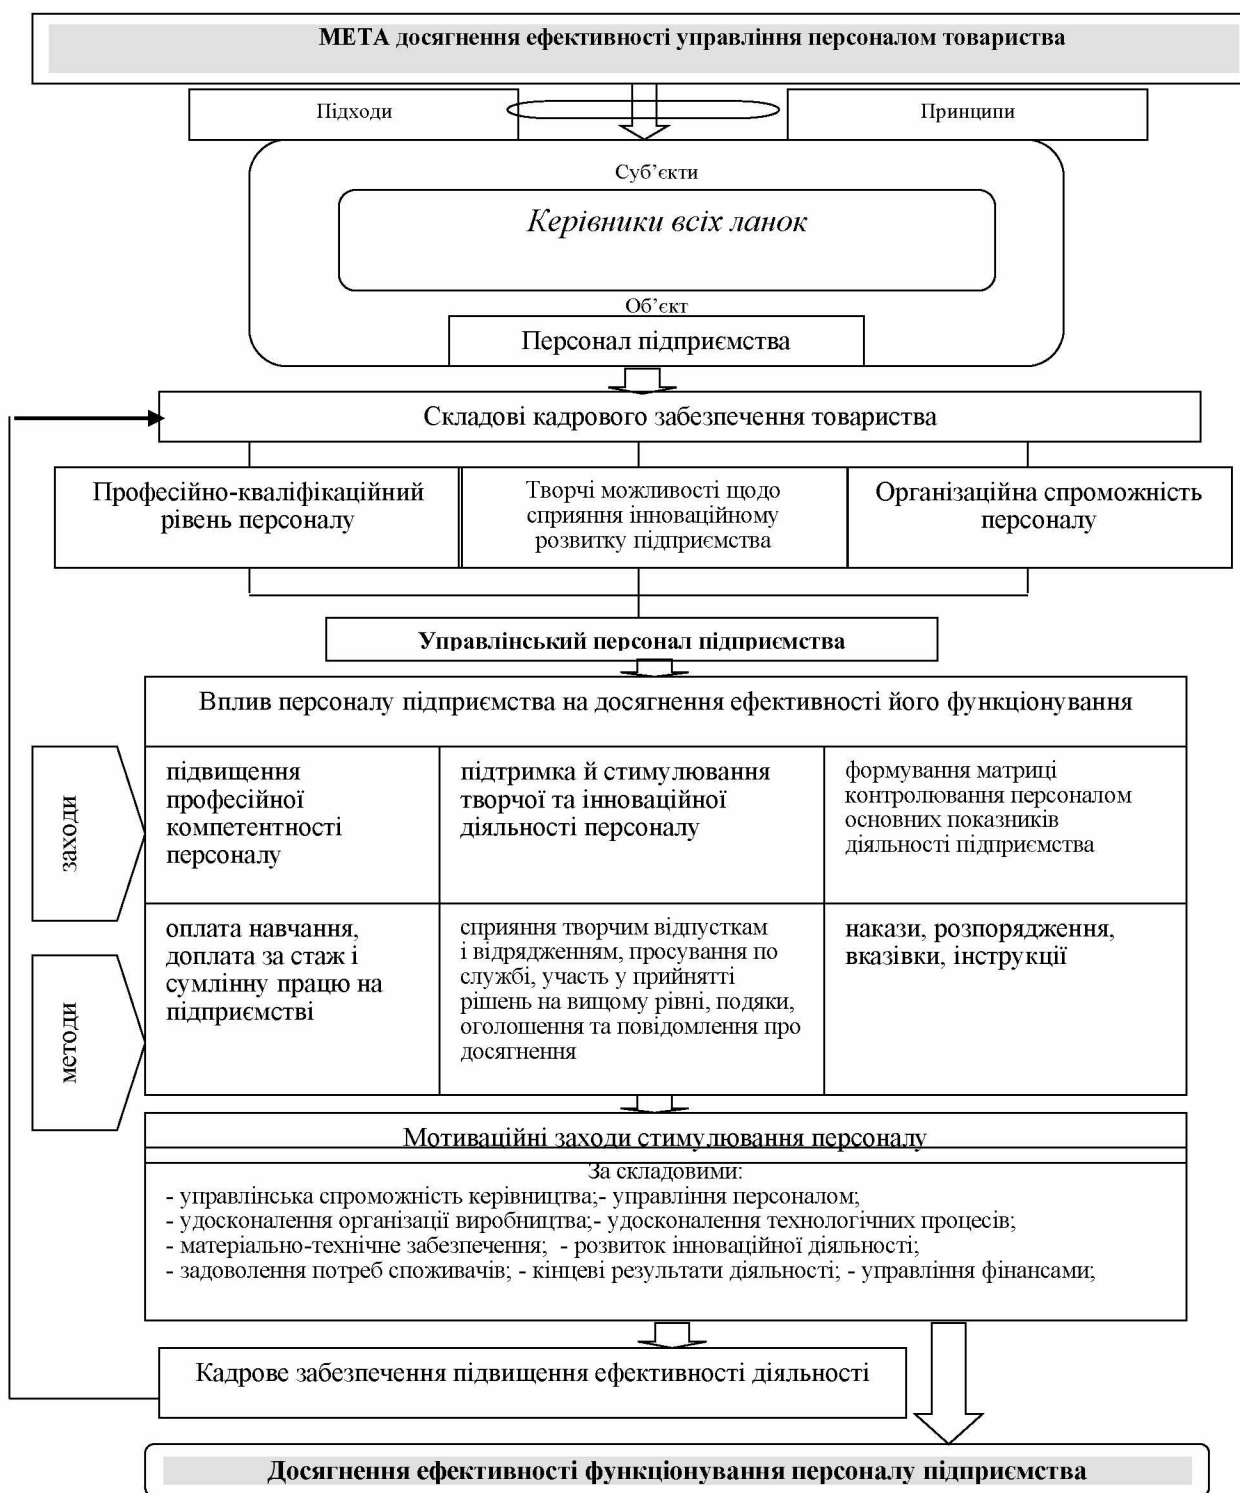 МЕТА досягнення ефективності управління персоналом товариства
Підходи
Принципи
Суб’єкти
Керівники всіх ланок
Об’єкт
Персонал підприємства
Складові кадрового забезпечення товариства
Професійно-кваліфікаційний
рівень персоналу
Творчі можливості щодо
сприяння інноваційному
розвитку підприємства
Організаційна спроможність
персоналу
Управлінський персонал підприємства
Вплив персоналу підприємства на досягнення ефективності його функціонування
заходи
підвищення
професійної
компетентності
персоналу
підтримка й стимулювання
творчої та інноваційної
діяльності персоналу
формування матриці
контролювання персоналом
основних показників
діяльності підприємства
методи
оплата навчання,
доплата за стаж і
сумлінну працю на
підприємстві
сприяння творчим відпусткам
і відрядженням, просування по
службі, участь у прийнятті
рішень на вищому рівні, подяки,
оголошення та повідомлення про
досягнення
накази, розпорядження,
вказівки, інструкції
Мотиваційні заходи стимулювання персоналу
За складовими:
- управлінська спроможність керівництва;- управління персоналом;
- удосконалення організації виробництва;- удосконалення технологічних процесів;
- матеріально-технічне забезпечення; - розвиток інноваційної діяльності;
- задоволення потреб споживачів; - кінцеві результати діяльності; - управління фінансами;
Кадрове забезпечення підвищення ефективності діяльності
Досягнення ефективності функціонування персоналу підприємства